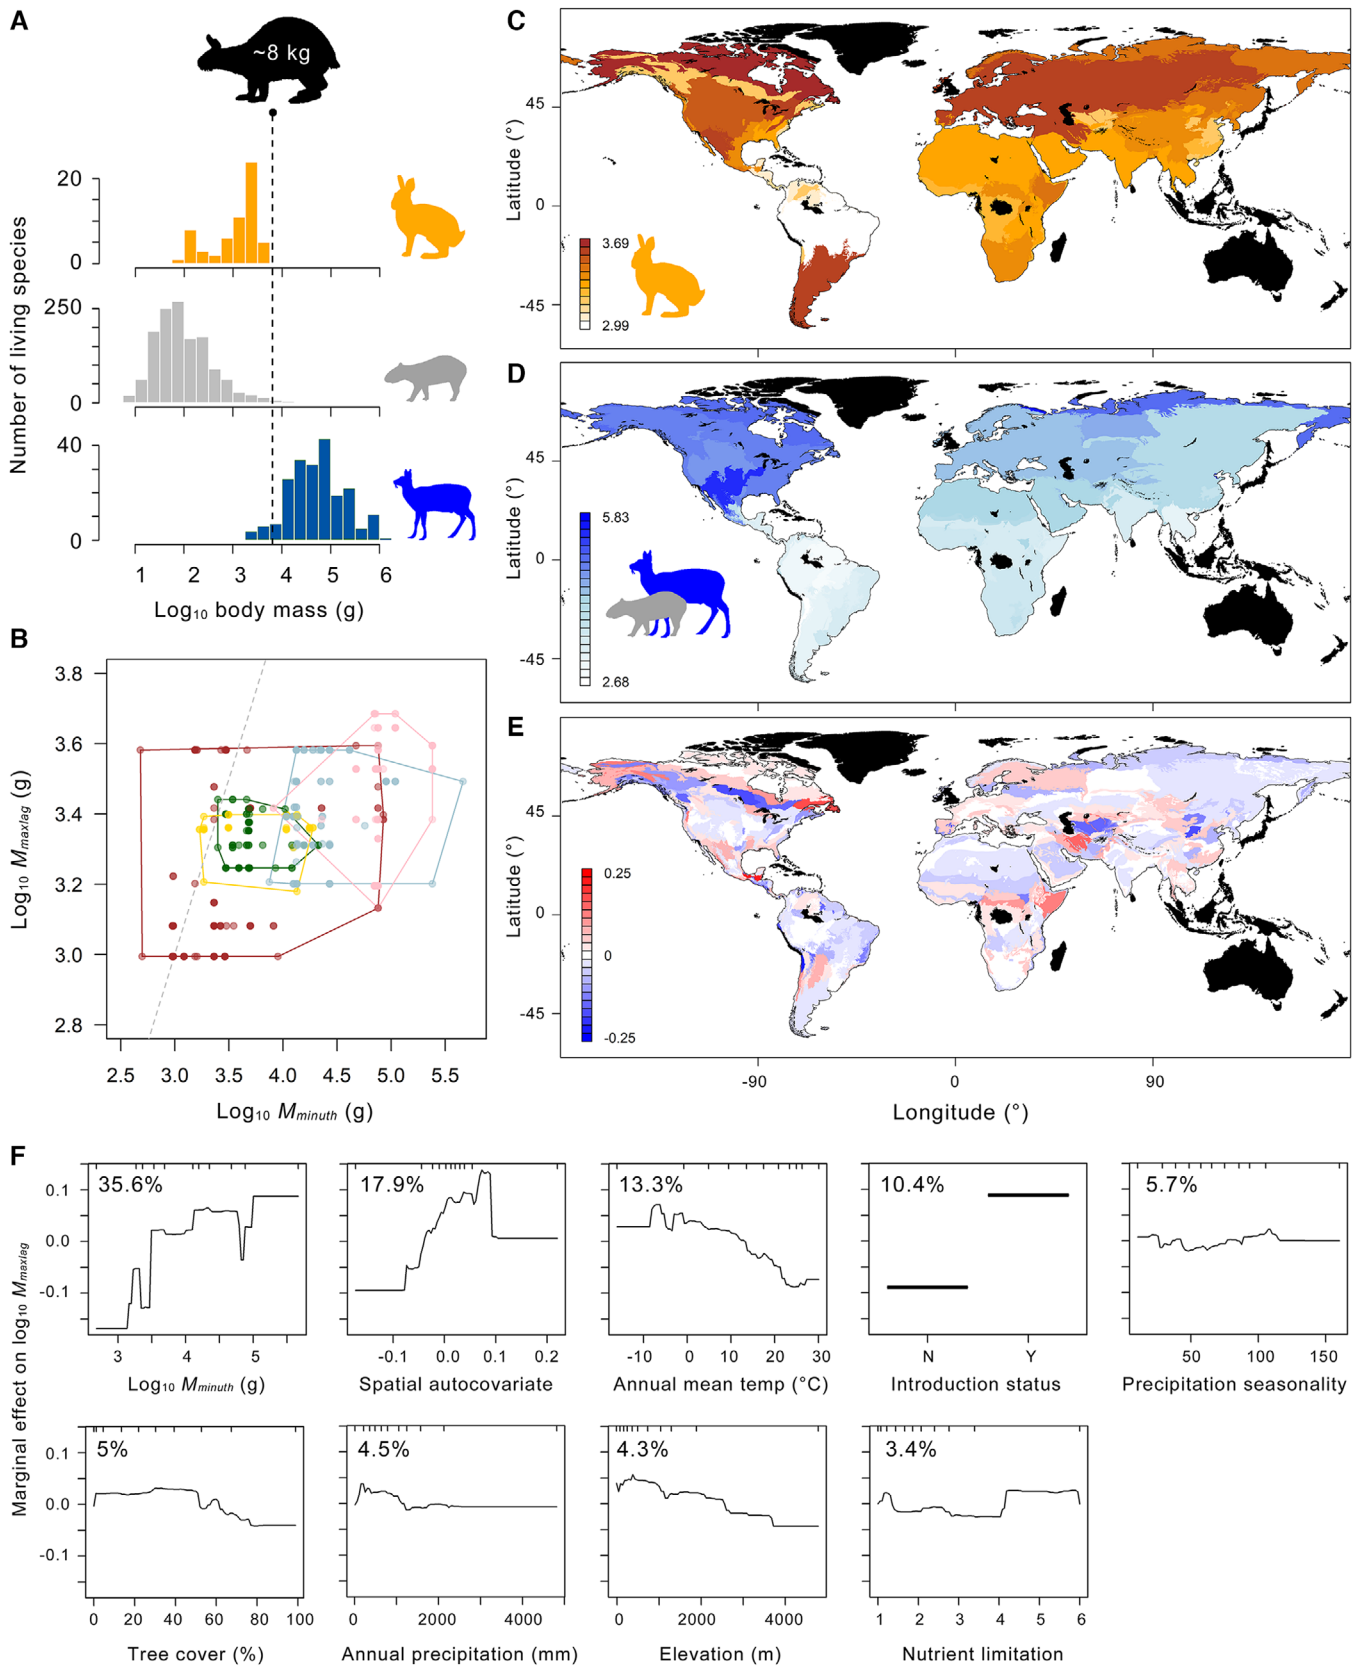 A
~8 kg
20
0
250
0
40
0
Number of living species
1 2 3 4 5 6
Log10 body mass (g)
B
3.8
3.6
3.4
3.2
3.0
2.8
Log10 Mmaxlag (g)
2.5 3.0 3.5 4.0 4.5 5.0 5.5
Log10 Mminuth (g)
C
45
0
-45
Latitude (°)
3.69
2.99
D
45
0
-45
Latitude (°)
5.83
2.68
E
45
0
-45
Latitude (°)
0.25
0
-0.25
-90 0 90
Longitude (°)
F
Marginal effect on log10 Mmaxlag
0.1
0.0
-0.1
35.6%
3 4 5
Log10 Mminuth (g)
17.9%
-0.1 0.0 0.1 0.2
Spatial autocovariate
13.3%
-10 0 10 20 30
Annual mean temp (°C)
10.4%
N Y
Introduction status
5.7%
50 100 150
Precipitation seasonality
0.1
0.0
-0.1
5%
0 20 40 60 80 100
Tree cover (%)
4.5%
0 2000 4000
Annual precipitation (mm)
4.3%
0 2000 4000
Elevation (m)
3.4%
1 2 3 4 5 6
Nutrient limitation